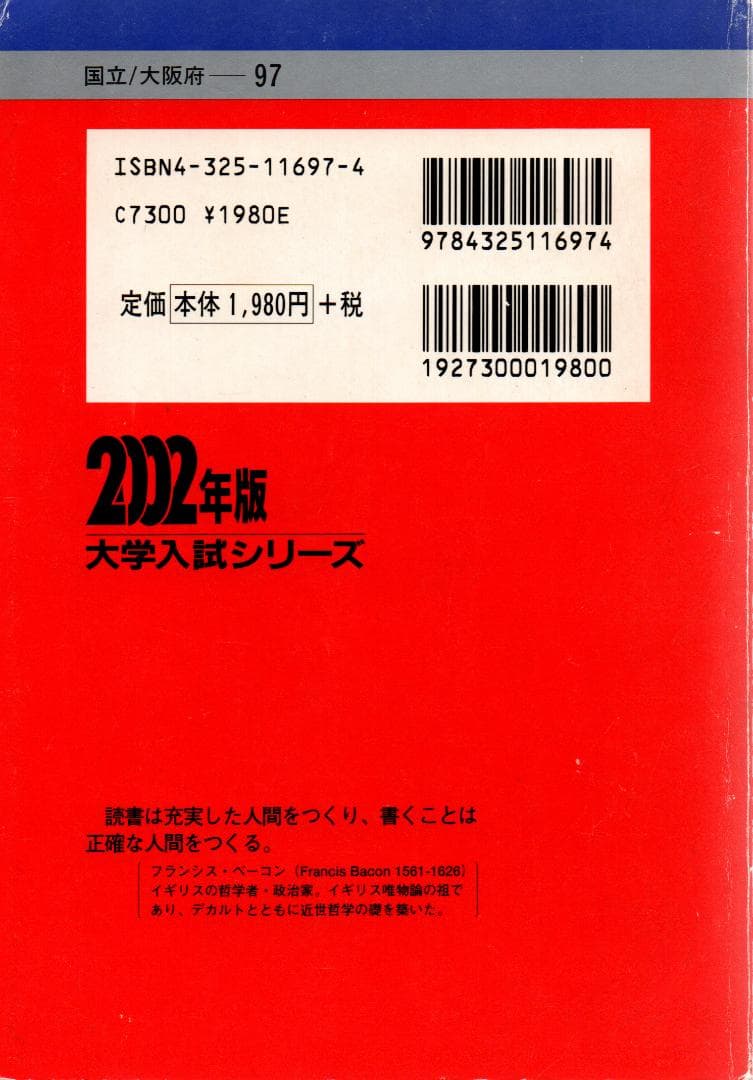 国立/大阪府 — 97
ISBN4-325-11697-4
C7300 ¥1980E
9784325116974
定価 本体 1,980円 +税
1927300019800
2002年版
大学入試シリーズ
読書は充実した人間をつくり、書くことは
正確な人間をつくる。
フランシス・ベーコン（Francis Bacon 1561-1626）
イギリスの哲学者・政治家。イギリス唯物論の祖で
あり、デカルトとともに近世哲学の礎を築いた。